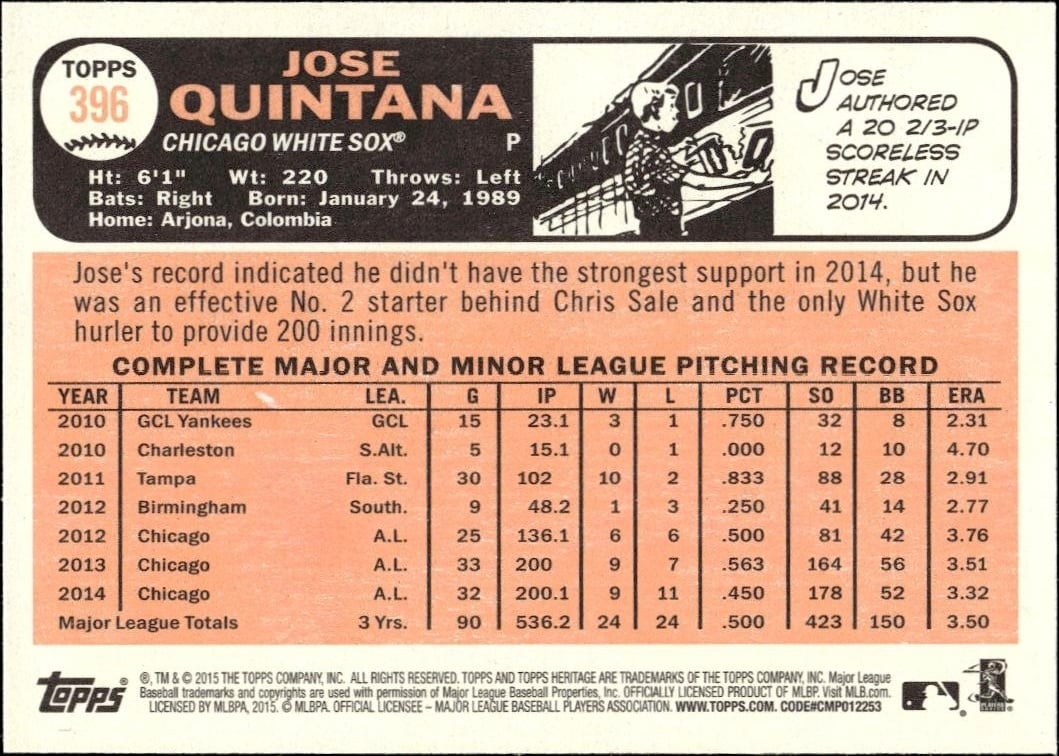 TOPPS
396
JOSE
QUINTANA
CHICAGO WHITE SOX® P
Ht: 6'1" Wt: 220 Throws: Left
Bats: Right Born: January 24, 1989
Home: Arjona, Colombia
JOSE
AUTHORED
A 20 2/3-IP
SCORELESS
STREAK IN
2014.
Jose's record indicated he didn't have the strongest support in 2014, but he
was an effective No. 2 starter behind Chris Sale and the only White Sox
hurler to provide 200 innings.
COMPLETE MAJOR AND MINOR LEAGUE PITCHING RECORD
YEAR TEAM LEA. G IP W L PCT SO BB ERA
2010 GCL Yankees GCL 15 23.1 3 1 .750 32 8 2.31
2010 Charleston S.Alt. 5 15.1 0 1 .000 12 10 4.70
2011 Tampa Fla. St. 30 102 10 2 .833 88 28 2.91
2012 Birmingham South. 9 48.2 1 3 .250 41 14 2.77
2012 Chicago A.L. 25 136.1 6 6 .500 81 42 3.76
2013 Chicago A.L. 33 200 9 7 .563 164 56 3.51
2014 Chicago A.L. 32 200.1 9 11 .450 178 52 3.32
Major League Totals 3 Yrs. 90 536.2 24 24 .500 423 150 3.50
topps®
®, TM & © 2015 THE TOPPS COMPANY, INC. ALL RIGHTS RESERVED. TOPPS AND TOPPS HERITAGE ARE TRADEMARKS OF THE TOPPS COMPANY, INC. Major League
Baseball trademarks and copyrights are used with permission of Major League Baseball Properties, Inc. OFFICIALLY LICENSED PRODUCT OF MLBP. Visit MLB.com.
LICENSED BY MLBPA, 2015. © MLBPA. OFFICIAL LICENSEE – MAJOR LEAGUE BASEBALL PLAYERS ASSOCIATION. WWW.TOPPS.COM. CODE#CMP012253